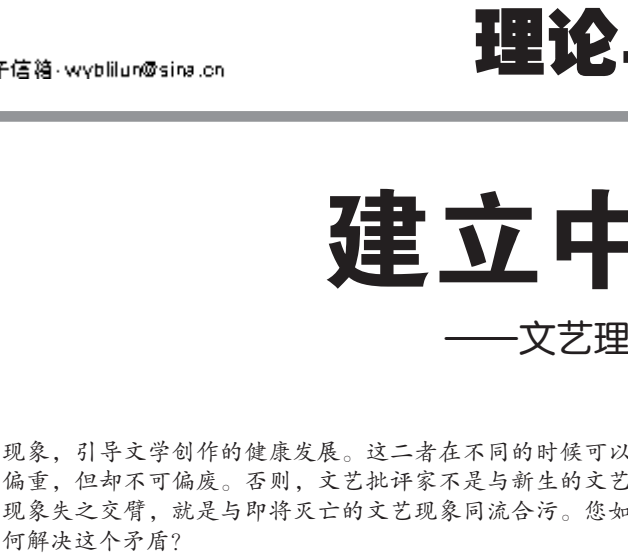 子信箱·wyblilun@sina.cn
理论
建立中
——文艺理
现象，引导文学创作的健康发展。这二者在不同的时候可以
偏重，但却不可偏废。否则，文艺批评家不是与新生的文艺
现象失之交臂，就是与即将灭亡的文艺现象同流合污。您如
何解决这个矛盾？